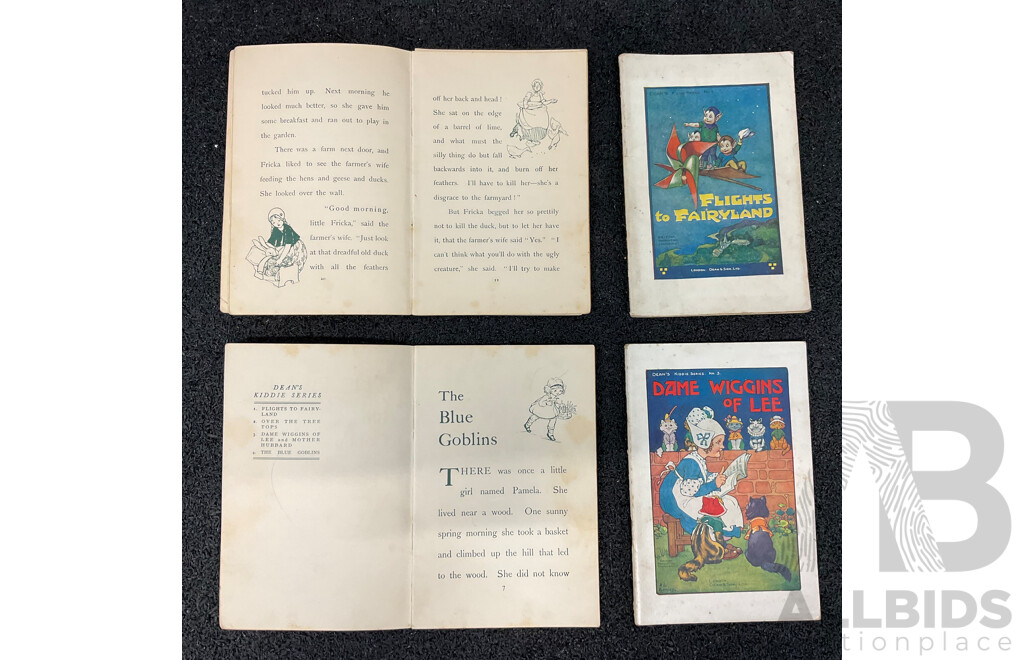 tucked him up. Next morning he
looked much better, so she gave him
some breakfast and ran out to play in
the garden.
There was a farm next door, and
Fricka liked to see the farmer's wife
feeding the hens and geese and ducks.
She looked over the wall.
"Good morning,
little Fricka," said the
farmer's wife. "Just look
at that dreadful old duck
with all the feathers
10
off her back and head!
She sat on the edge
of a barrel of lime,
and what must the
silly thing do but fall
backwards into it, and burn off her
feathers. I'll have to kill her—she's a
disgrace to the farmyard!"
But Fricka begged her so prettily
not to kill the duck, but to let her have
it, that the farmer's wife said "Yes." "I
can't think what you'll do with the ugly
creature," she said. "I'll try to make
11
FLIGHTS
to FAIRYLAND
LONDON, DEAN & SON LTD
DEAN'S
KIDDIE SERIES
1. FLIGHTS TO FAIRY-
LAND
2. OVER THE TREE
TOPS
3. DAME WIGGINS OF
LEE and MOTHER
HUBBARD
4. THE BLUE GOBLINS
The
Blue
Goblins
THERE was once a little
girl named Pamela. She
lived near a wood. One sunny
spring morning she took a basket
and climbed up the hill that led
to the wood. She did not know
7
DEAN'S KIDDIE SERIES. No. 3.
DAME WIGGINS
OF LEE
AB
ALLBIDS
auctionplace